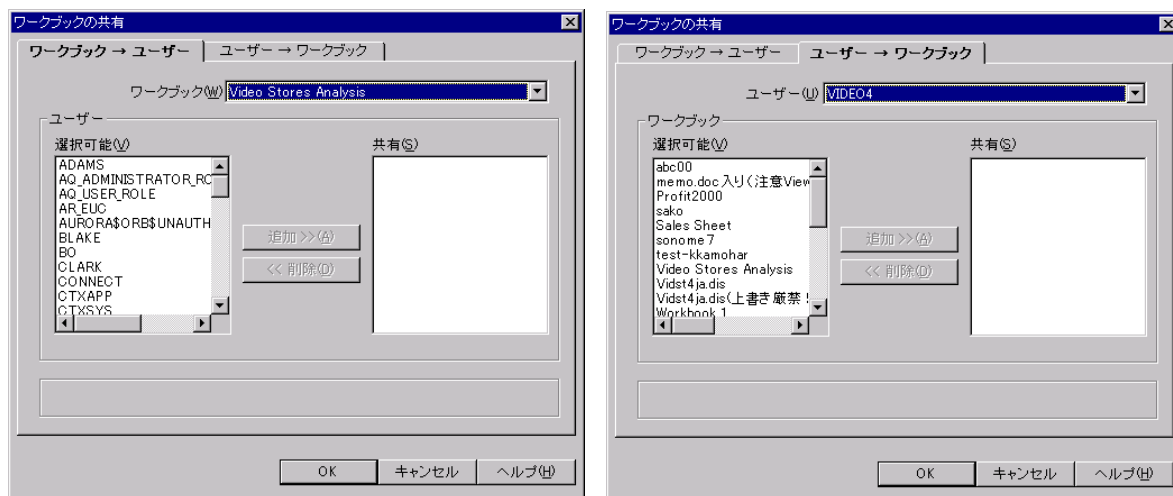 ワークブックの共有
ワークブック → ユーザー
ユーザー → ワークブック
ワークブック(W)
Video Stores Analysis
ユーザー
選択可能(V)
共有(S)
ADAMS
AQ_ADMINISTRATOR_RO
AQ_USER_ROLE
AR_EUC
AURORA$ORB$UNAUTH
BLAKE
BO
CLARK
CONNECT
CTXAPP
CTXSYS
追加 >>(A)
<< 削除(D)
OK
キャンセル
ヘルプ(H)
ワークブックの共有
ワークブック → ユーザー
ユーザー → ワークブック
ユーザー(U)
VIDEO4
ワークブック
選択可能(V)
共有(S)
abc00
memo.doc 入り(注意View
Profit2000
sako
Sales Sheet
sonome7
test-kkamohar
Video Stores Analysis
Vidst4ja.dis
Vidst4ja.dis(上書き厳禁!
Workbook 1
追加 >>(A)
<< 削除(D)
OK
キャンセル
ヘルプ(H)